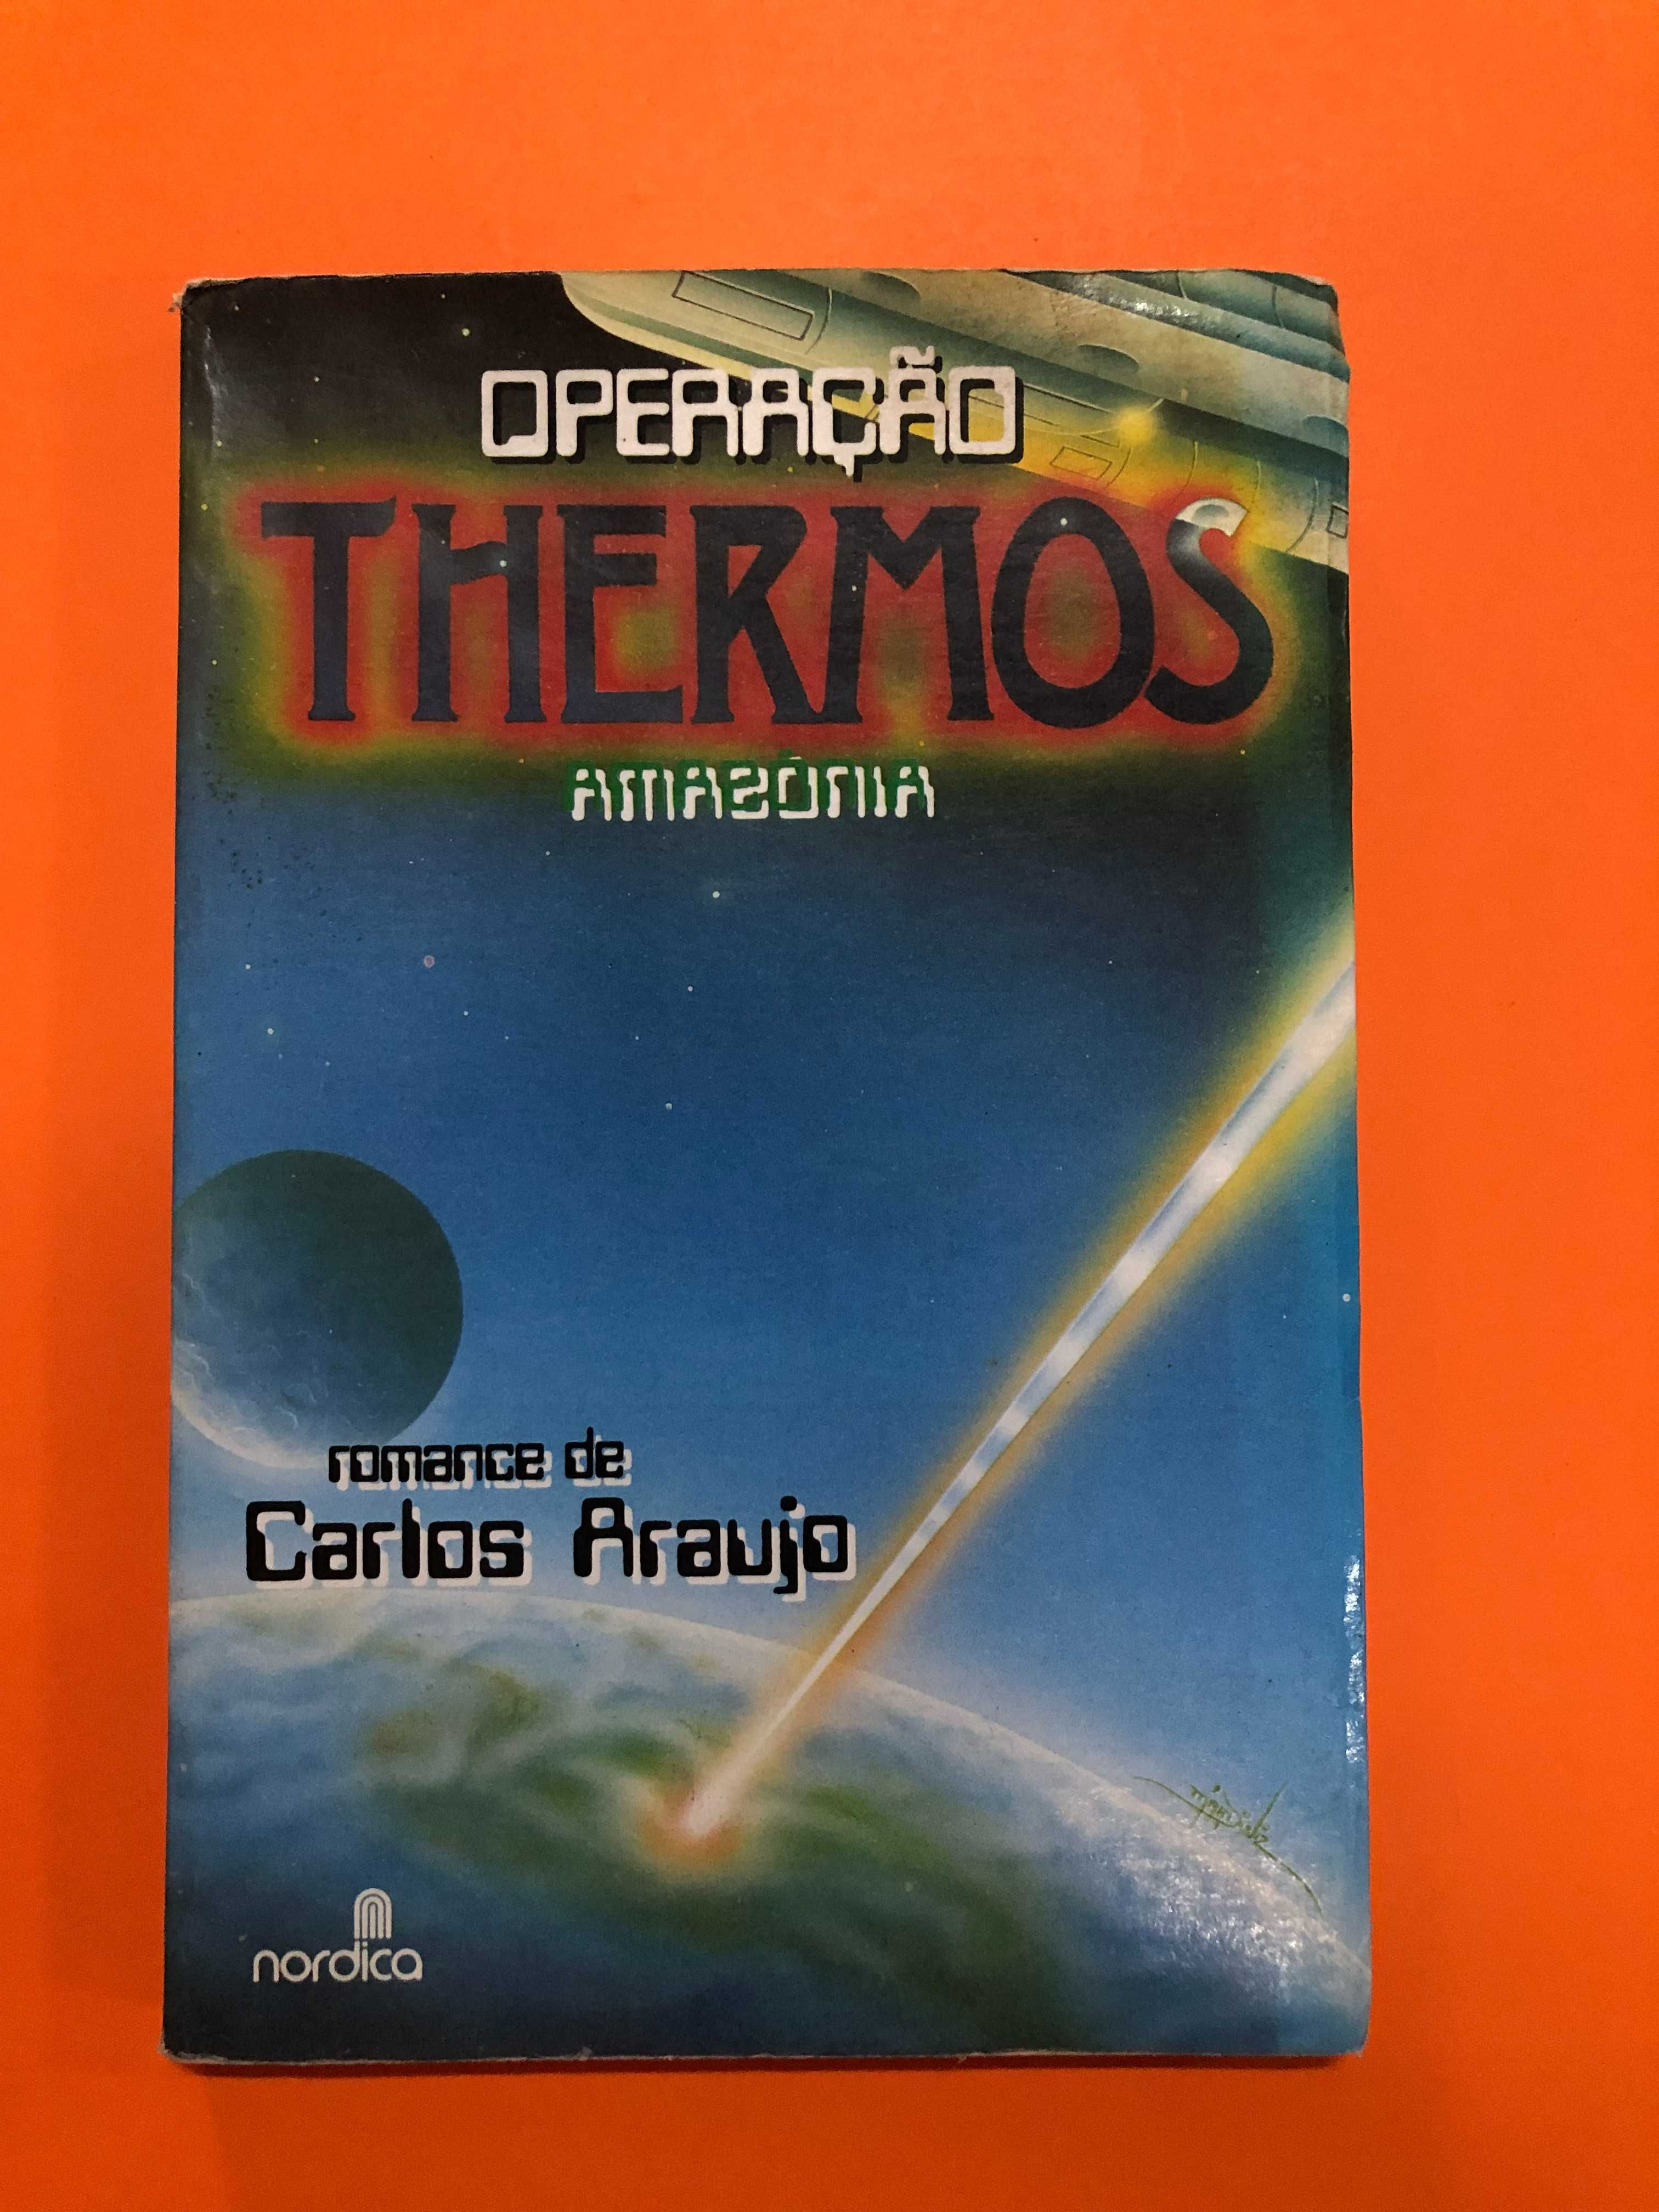 OPERAÇÃO
THERMOS
AMAZÔNIA
romance de
Carlos Araujo
nordica